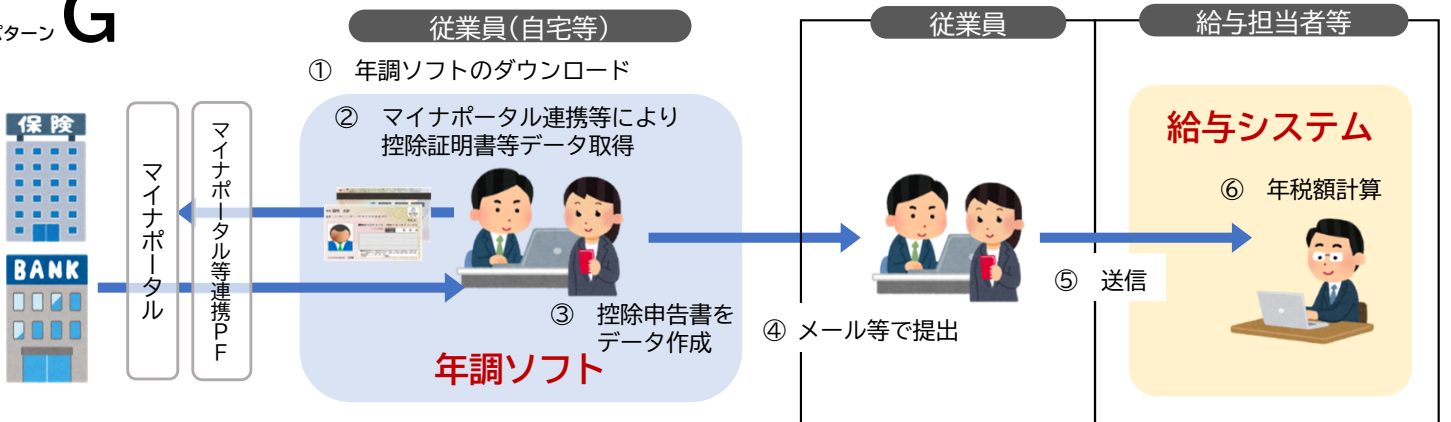 パターン G
従業員(自宅等)
従業員
給与担当者等
① 年調ソフトのダウンロード
② マイナポータル連携等により
控除証明書等データ取得
保険
BANK
マイナポータル
マイナポータル等連携PF
③ 控除申告書を
データ作成
年調ソフト
④ メール等で提出
⑤ 送信
給与システム
⑥ 年税額計算